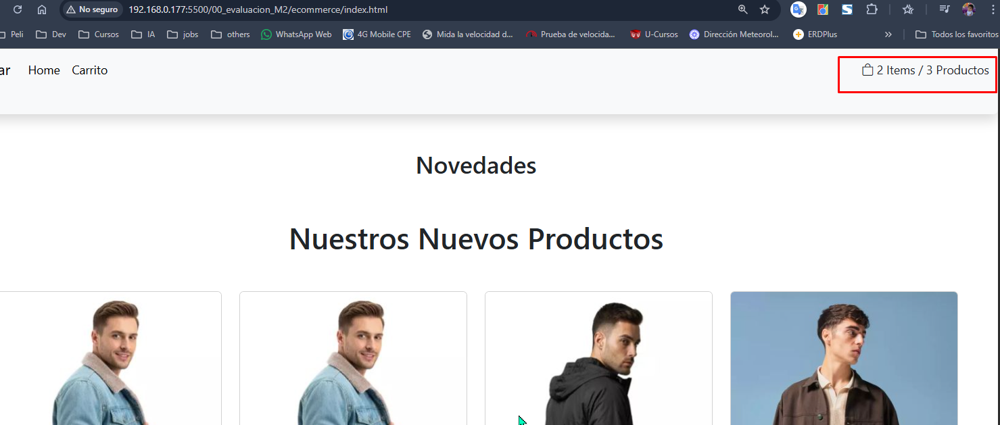 No seguro 192.168.0.177:5500/00_evaluacion_M2/ecommerce/index.html
Peli Dev Cursos IA jobs others WhatsApp Web 4G Mobile CPE Mida la velocidad d... Prueba de velocida... U-Cursos Dirección Meteorol... ERDPlus » Todos los favoritos
ar Home Carrito 2 Items / 3 Productos
Novedades
Nuestros Nuevos Productos